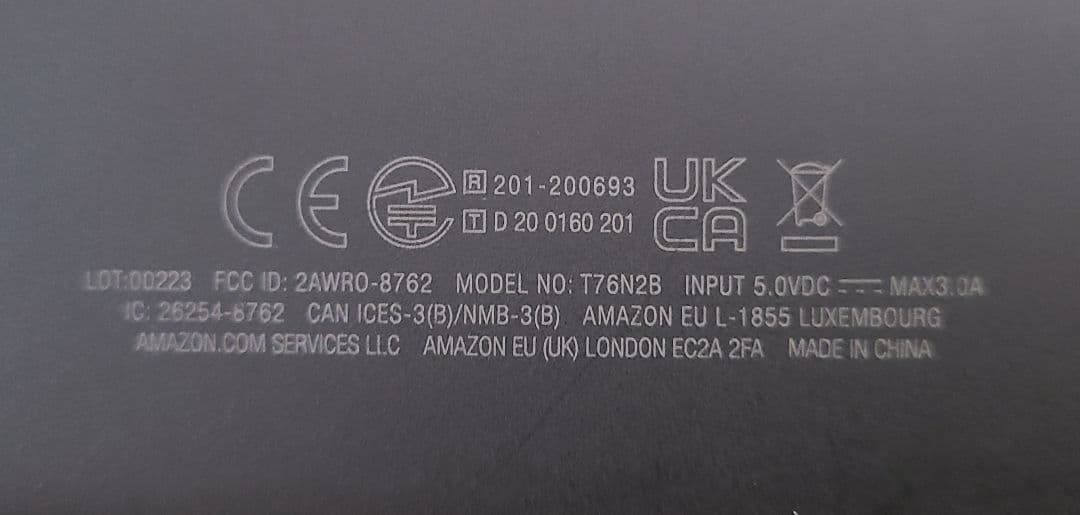 CE R 201-200693 UK
T D 20 0160 201 CA
LOT:00223 FCC ID: 2AWRO-8762 MODEL NO: T76N2B INPUT 5.0VDC MAX3.0A
IC: 26254-8762 CAN ICES-3(B)/NMB-3(B) AMAZON EU L-1855 LUXEMBOURG
AMAZON.COM SERVICES LLC AMAZON EU (UK) LONDON EC2A 2FA MADE IN CHINA